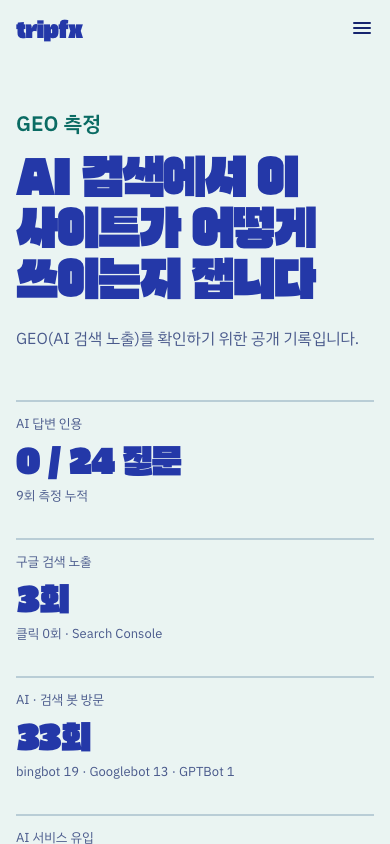 tripfx
GEO 측정
AI 검색에서 이
사이트가 어떻게
쓰이는지 잽니다
GEO(AI 검색 노출)를 확인하기 위한 공개 기록입니다.
AI 답변 인용
0 / 24 질문
9회 측정 누적
구글 검색 노출
3회
클릭 0회 · Search Console
AI · 검색 봇 방문
33회
bingbot 19 · Googlebot 13 · GPTBot 1
AI 서비스 유입